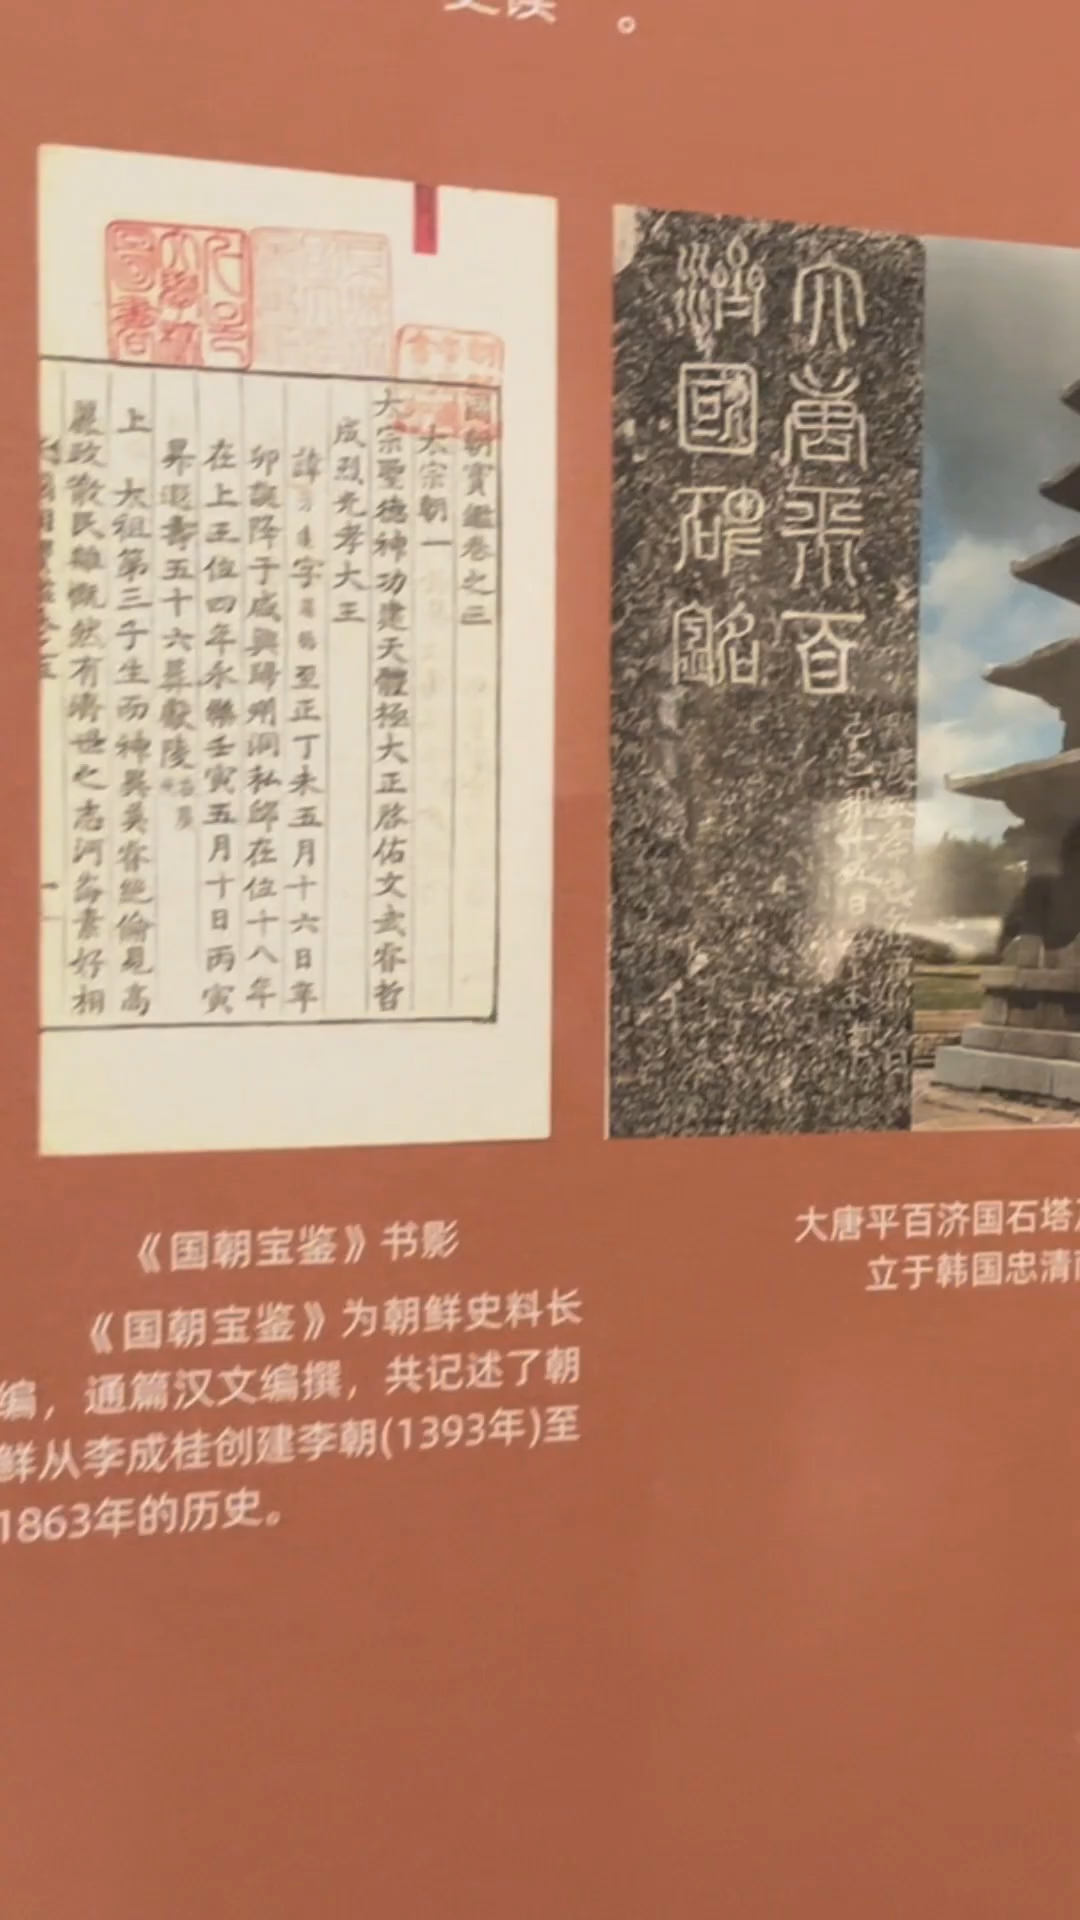 國朝寶鑑卷之三
太宗朝一
太宗聖德神功建天體極大正啓佑文武睿哲
成烈光孝大王
諱 字 至正丁未五月十六日辛
卯誕降于咸興歸州洞私邸在位十八年
在上王位四年永樂壬寅五月十日丙寅
昇遐壽五十六葬獻陵
上 太祖第三子生而神異英睿絶倫見高
麗政散民離慨然有濟世之志河崙素好相
大唐平百
濟國碑銘
《国朝宝鉴》书影
《国朝宝鉴》为朝鲜史料长
编，通篇汉文编撰，共记述了朝
鲜从李成桂创建李朝(1393年)至
1863年的历史。
大唐平百济国石塔
立于韩国忠清